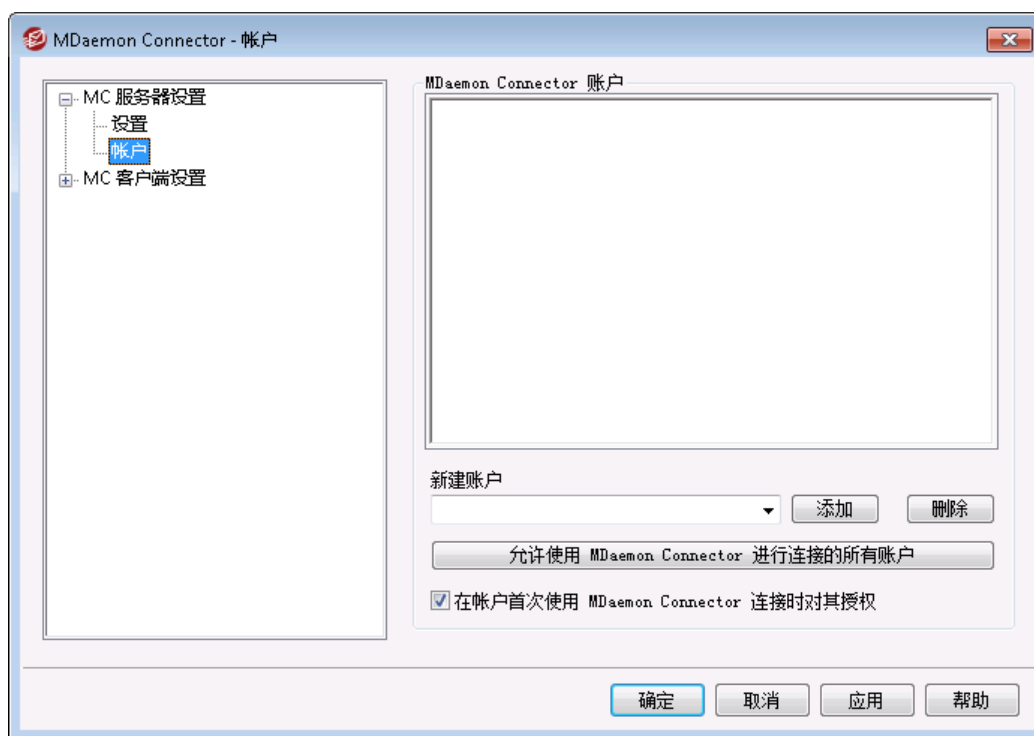 MDaemon Connector - 帐户
MC 服务器设置
设置
帐户
MC 客户端设置
MDaemon Connector 账户
新建账户
添加
删除
允许使用 MDaemon Connector 进行连接的所有账户
在帐户首次使用 MDaemon Connector 连接时对其授权
确定
取消
应用
帮助